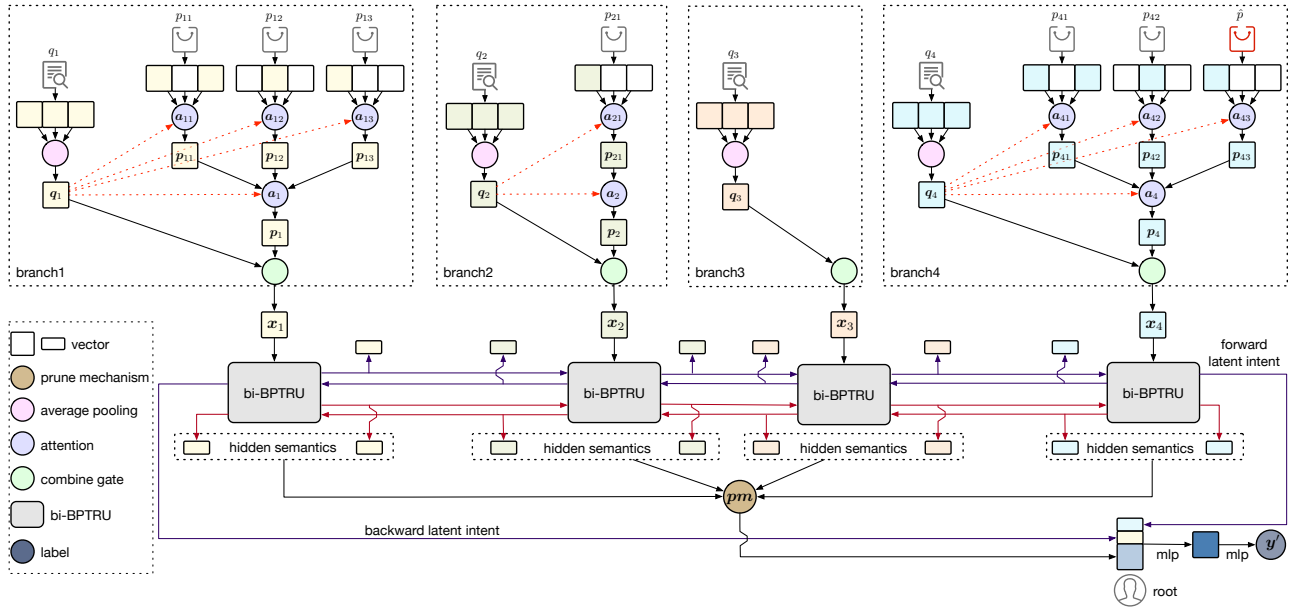 p₁₁ p₁₂ p₁₃ p₂₁ p₄₁ p₄₂ p̂
q₁ q₂ q₃ q₄
a₁₁ a₁₂ a₁₃ a₂₁ a₄₁ a₄₂ a₄₃
p₁₁ p₁₂ p₁₃ p₂₁ p₄₁ p₄₂ p₄₃
q₁ a₁ q₂ a₂ q₃ q₄ a₄
p₁ p₂ p₄
branch1 branch2 branch3 branch4
x₁ x₂ x₃ x₄
vector
prune mechanism
average pooling
attention
combine gate
bi-BPTRU
label
forward
latent intent
bi-BPTRU bi-BPTRU bi-BPTRU bi-BPTRU
hidden semantics hidden semantics hidden semantics hidden semantics
pm
backward latent intent
mlp mlp y′
root